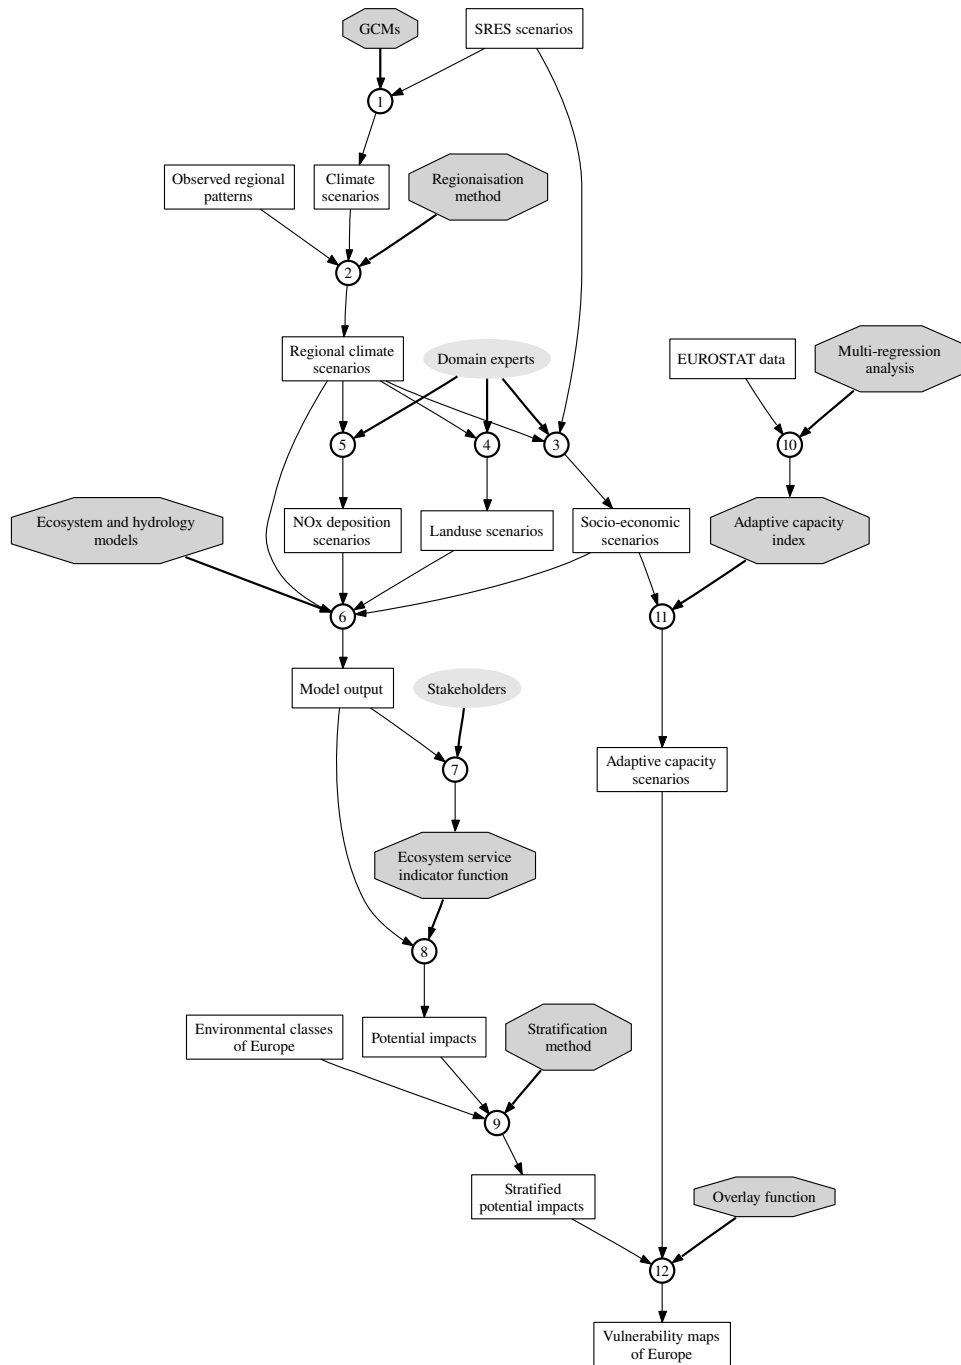 GCMs
SRES scenarios
1
Observed regional
patterns
Climate
scenarios
Regionaisation
method
2
Regional climate
scenarios
Domain experts
EUROSTAT data
Multi-regression
analysis
5
4
3
10
Ecosystem and hydrology
models
NOx deposition
scenarios
Landuse scenarios
Socio-economic
scenarios
Adaptive capacity
index
6
11
Model output
Stakeholders
7
Adaptive capacity
scenarios
Ecosystem service
indicator function
8
Environmental classes
of Europe
Potential impacts
Stratification
method
9
Stratified
potential impacts
Overlay function
12
Vulnerability maps
of Europe